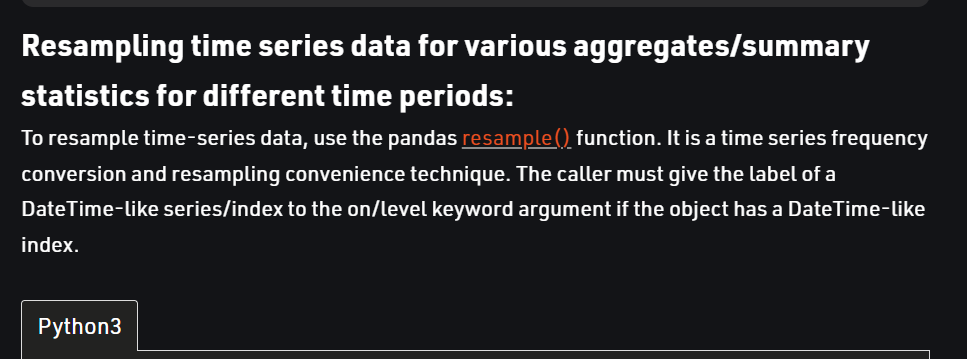 Resampling time series data for various aggregates/summary
statistics for different time periods:
To resample time-series data, use the pandas resample() function. It is a time series frequency
conversion and resampling convenience technique. The caller must give the label of a
DateTime-like series/index to the on/level keyword argument if the object has a DateTime-like
index.
Python3